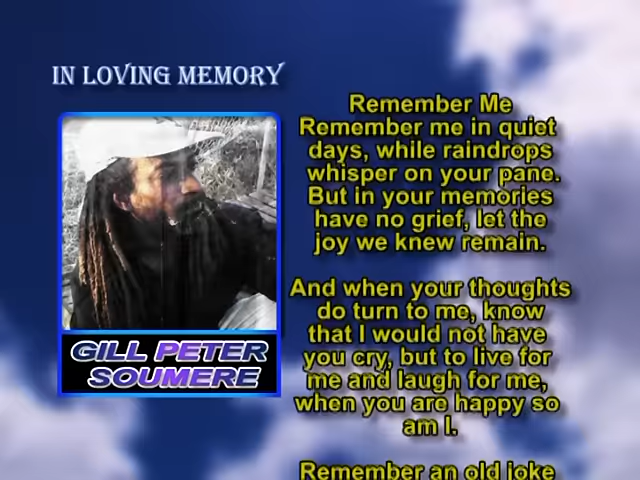 IN LOVING MEMORY
GILL PETER
SOUMERE
Remember Me
Remember me in quiet
days, while raindrops
whisper on your pane.
But in your memories
have no grief, let the
joy we knew remain.
And when your thoughts
do turn to me, know
that I would not have
you cry, but to live for
me and laugh for me,
when you are happy so
am I.
Remember an old joke